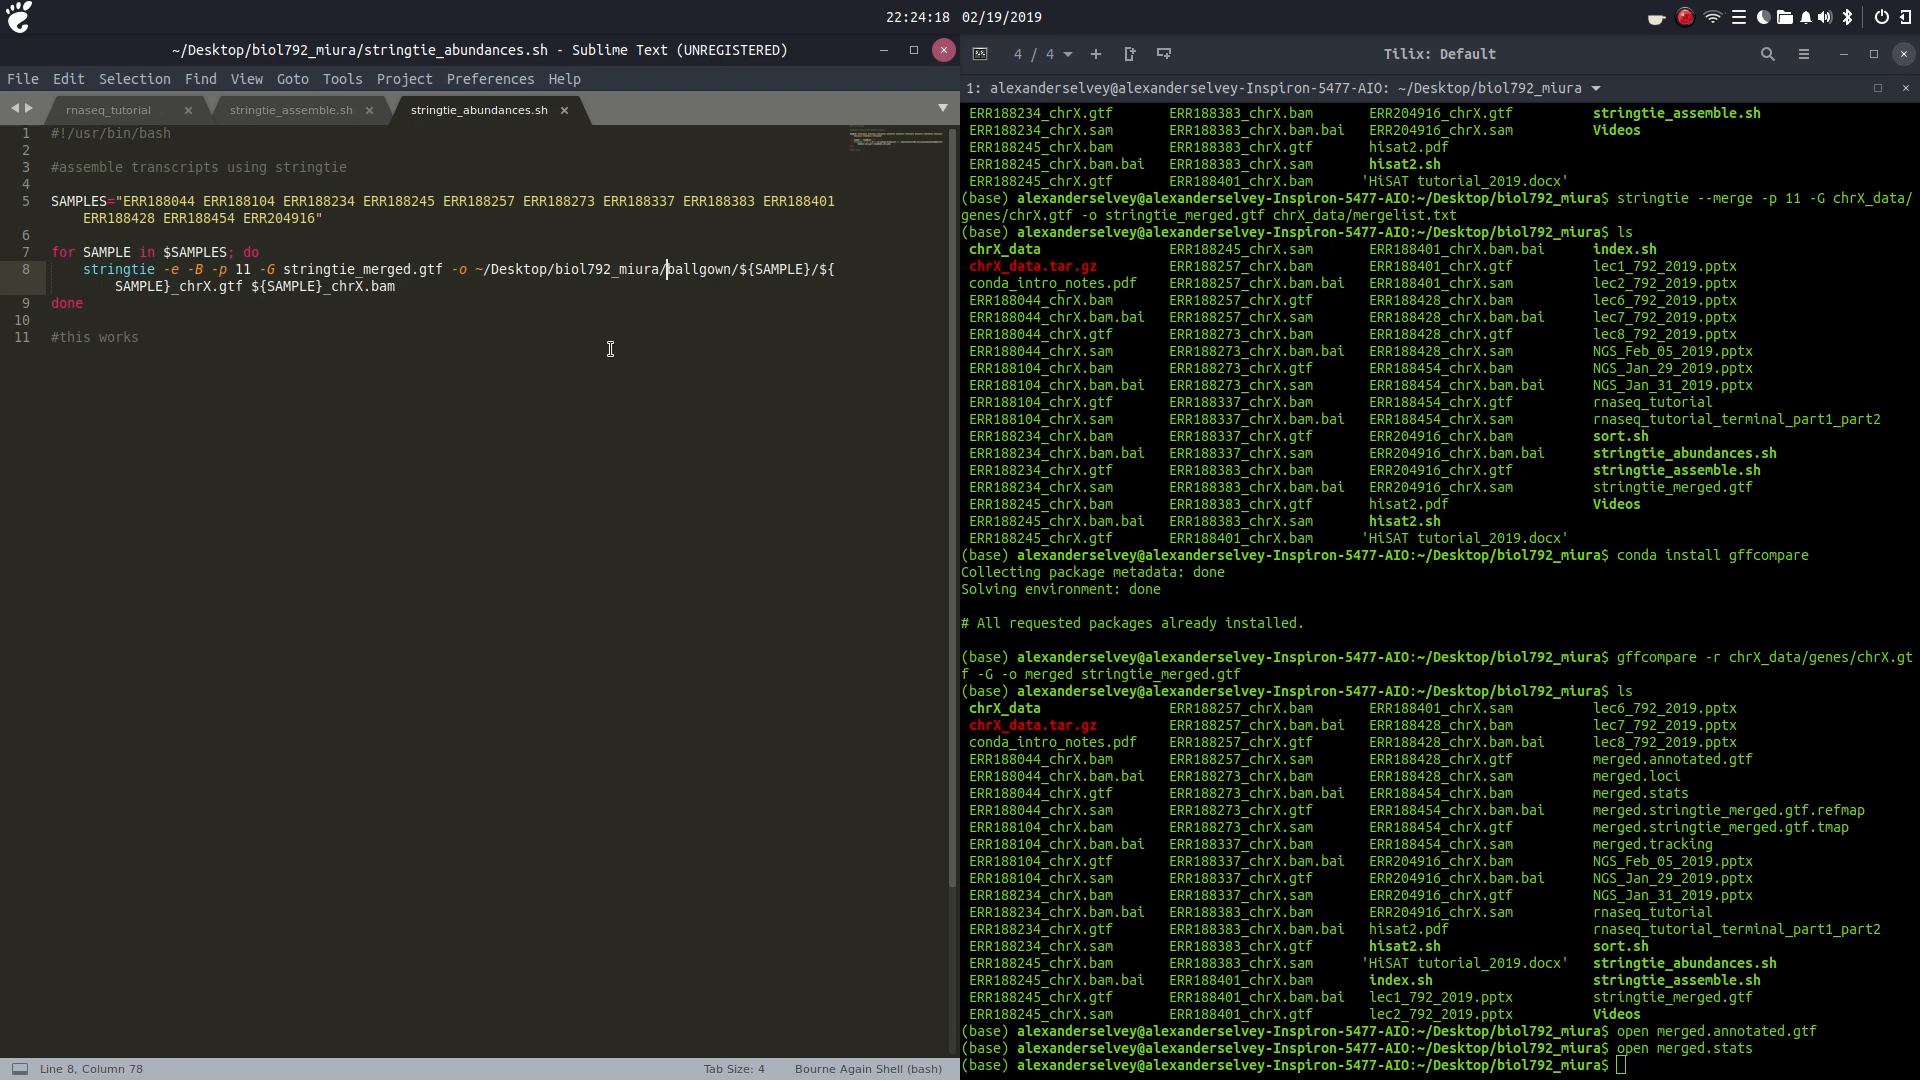 22:24:18 02/19/2019
~/Desktop/biol792_miura/stringtie_abundances.sh - Sublime Text (UNREGISTERED)
File Edit Selection Find View Goto Tools Project Preferences Help
rnaseq_tutorial × stringtie_assemble.sh × stringtie_abundances.sh ×
1 #!/usr/bin/bash
2
3 #assemble transcripts using stringtie
4
5 SAMPLES="ERR188044 ERR188104 ERR188234 ERR188245 ERR188257 ERR188273 ERR188337 ERR188383 ERR188401
ERR188428 ERR188454 ERR204916"
6
7 for SAMPLE in $SAMPLES; do
8 stringtie -e -B -p 11 -G stringtie_merged.gtf -o ~/Desktop/biol792_miura/ballgown/${SAMPLE}/${
SAMPLE}_chrX.gtf ${SAMPLE}_chrX.bam
9 done
10
11 #this works
Line 8, Column 78 Tab Size: 4 Bourne Again Shell (bash)
4 / 4 Tilix: Default
1: alexanderselvey@alexanderselvey-Inspiron-5477-AIO: ~/Desktop/biol792_miura
ERR188234_chrX.gtf ERR188383_chrX.bam ERR204916_chrX.gtf stringtie_assemble.sh
ERR188234_chrX.sam ERR188383_chrX.bam.bai ERR204916_chrX.sam Videos
ERR188245_chrX.bam ERR188383_chrX.gtf hisat2.pdf
ERR188245_chrX.bam.bai ERR188383_chrX.sam hisat2.sh
ERR188245_chrX.gtf ERR188401_chrX.bam 'HiSAT tutorial_2019.docx'
(base) alexanderselvey@alexanderselvey-Inspiron-5477-AIO:~/Desktop/biol792_miura$ stringtie --merge -p 11 -G chrX_data/
genes/chrX.gtf -o stringtie_merged.gtf chrX_data/mergelist.txt
(base) alexanderselvey@alexanderselvey-Inspiron-5477-AIO:~/Desktop/biol792_miura$ ls
chrX_data ERR188245_chrX.sam ERR188401_chrX.bam.bai index.sh
chrX_data.tar.gz ERR188257_chrX.bam ERR188401_chrX.gtf lec1_792_2019.pptx
conda_intro_notes.pdf ERR188257_chrX.bam.bai ERR188401_chrX.sam lec2_792_2019.pptx
ERR188044_chrX.bam ERR188257_chrX.gtf ERR188428_chrX.bam lec6_792_2019.pptx
ERR188044_chrX.bam.bai ERR188257_chrX.sam ERR188428_chrX.bam.bai lec7_792_2019.pptx
ERR188044_chrX.gtf ERR188273_chrX.bam ERR188428_chrX.gtf lec8_792_2019.pptx
ERR188044_chrX.sam ERR188273_chrX.bam.bai ERR188428_chrX.sam NGS_Feb_05_2019.pptx
ERR188104_chrX.bam ERR188273_chrX.gtf ERR188454_chrX.bam NGS_Jan_29_2019.pptx
ERR188104_chrX.bam.bai ERR188273_chrX.sam ERR188454_chrX.bam.bai NGS_Jan_31_2019.pptx
ERR188104_chrX.gtf ERR188337_chrX.bam ERR188454_chrX.gtf rnaseq_tutorial
ERR188104_chrX.sam ERR188337_chrX.bam.bai ERR188454_chrX.sam rnaseq_tutorial_terminal_part1_part2
ERR188234_chrX.bam ERR188337_chrX.gtf ERR204916_chrX.bam sort.sh
ERR188234_chrX.bam.bai ERR188337_chrX.sam ERR204916_chrX.bam.bai stringtie_abundances.sh
ERR188234_chrX.gtf ERR188383_chrX.bam ERR204916_chrX.gtf stringtie_assemble.sh
ERR188234_chrX.sam ERR188383_chrX.bam.bai ERR204916_chrX.sam stringtie_merged.gtf
ERR188245_chrX.bam ERR188383_chrX.gtf hisat2.pdf Videos
ERR188245_chrX.bam.bai ERR188383_chrX.sam hisat2.sh
ERR188245_chrX.gtf ERR188401_chrX.bam 'HiSAT tutorial_2019.docx'
(base) alexanderselvey@alexanderselvey-Inspiron-5477-AIO:~/Desktop/biol792_miura$ conda install gffcompare
Collecting package metadata: done
Solving environment: done
# All requested packages already installed.
(base) alexanderselvey@alexanderselvey-Inspiron-5477-AIO:~/Desktop/biol792_miura$ gffcompare -r chrX_data/genes/chrX.gt
f -G -o merged stringtie_merged.gtf
(base) alexanderselvey@alexanderselvey-Inspiron-5477-AIO:~/Desktop/biol792_miura$ ls
chrX_data ERR188257_chrX.bam ERR188401_chrX.sam lec6_792_2019.pptx
chrX_data.tar.gz ERR188257_chrX.bam.bai ERR188428_chrX.bam lec7_792_2019.pptx
conda_intro_notes.pdf ERR188257_chrX.gtf ERR188428_chrX.bam.bai lec8_792_2019.pptx
ERR188044_chrX.bam ERR188257_chrX.sam ERR188428_chrX.gtf merged.annotated.gtf
ERR188044_chrX.bam.bai ERR188273_chrX.bam ERR188428_chrX.sam merged.loci
ERR188044_chrX.gtf ERR188273_chrX.bam.bai ERR188454_chrX.bam merged.stats
ERR188044_chrX.sam ERR188273_chrX.gtf ERR188454_chrX.bam.bai merged.stringtie_merged.gtf.refmap
ERR188104_chrX.bam ERR188273_chrX.sam ERR188454_chrX.gtf merged.stringtie_merged.gtf.tmap
ERR188104_chrX.bam.bai ERR188337_chrX.bam ERR188454_chrX.sam merged.tracking
ERR188104_chrX.gtf ERR188337_chrX.bam.bai ERR204916_chrX.bam NGS_Feb_05_2019.pptx
ERR188104_chrX.sam ERR188337_chrX.gtf ERR204916_chrX.bam.bai NGS_Jan_29_2019.pptx
ERR188234_chrX.bam ERR188337_chrX.sam ERR204916_chrX.gtf NGS_Jan_31_2019.pptx
ERR188234_chrX.bam.bai ERR188383_chrX.bam ERR204916_chrX.sam rnaseq_tutorial
ERR188234_chrX.gtf ERR188383_chrX.bam.bai hisat2.pdf rnaseq_tutorial_terminal_part1_part2
ERR188234_chrX.sam ERR188383_chrX.gtf hisat2.sh sort.sh
ERR188245_chrX.bam ERR188383_chrX.sam 'HiSAT tutorial_2019.docx' stringtie_abundances.sh
ERR188245_chrX.bam.bai ERR188401_chrX.bam index.sh stringtie_assemble.sh
ERR188245_chrX.gtf ERR188401_chrX.bam.bai lec1_792_2019.pptx stringtie_merged.gtf
ERR188245_chrX.sam ERR188401_chrX.gtf lec2_792_2019.pptx Videos
(base) alexanderselvey@alexanderselvey-Inspiron-5477-AIO:~/Desktop/biol792_miura$ open merged.annotated.gtf
(base) alexanderselvey@alexanderselvey-Inspiron-5477-AIO:~/Desktop/biol792_miura$ open merged.stats
(base) alexanderselvey@alexanderselvey-Inspiron-5477-AIO:~/Desktop/biol792_miura$